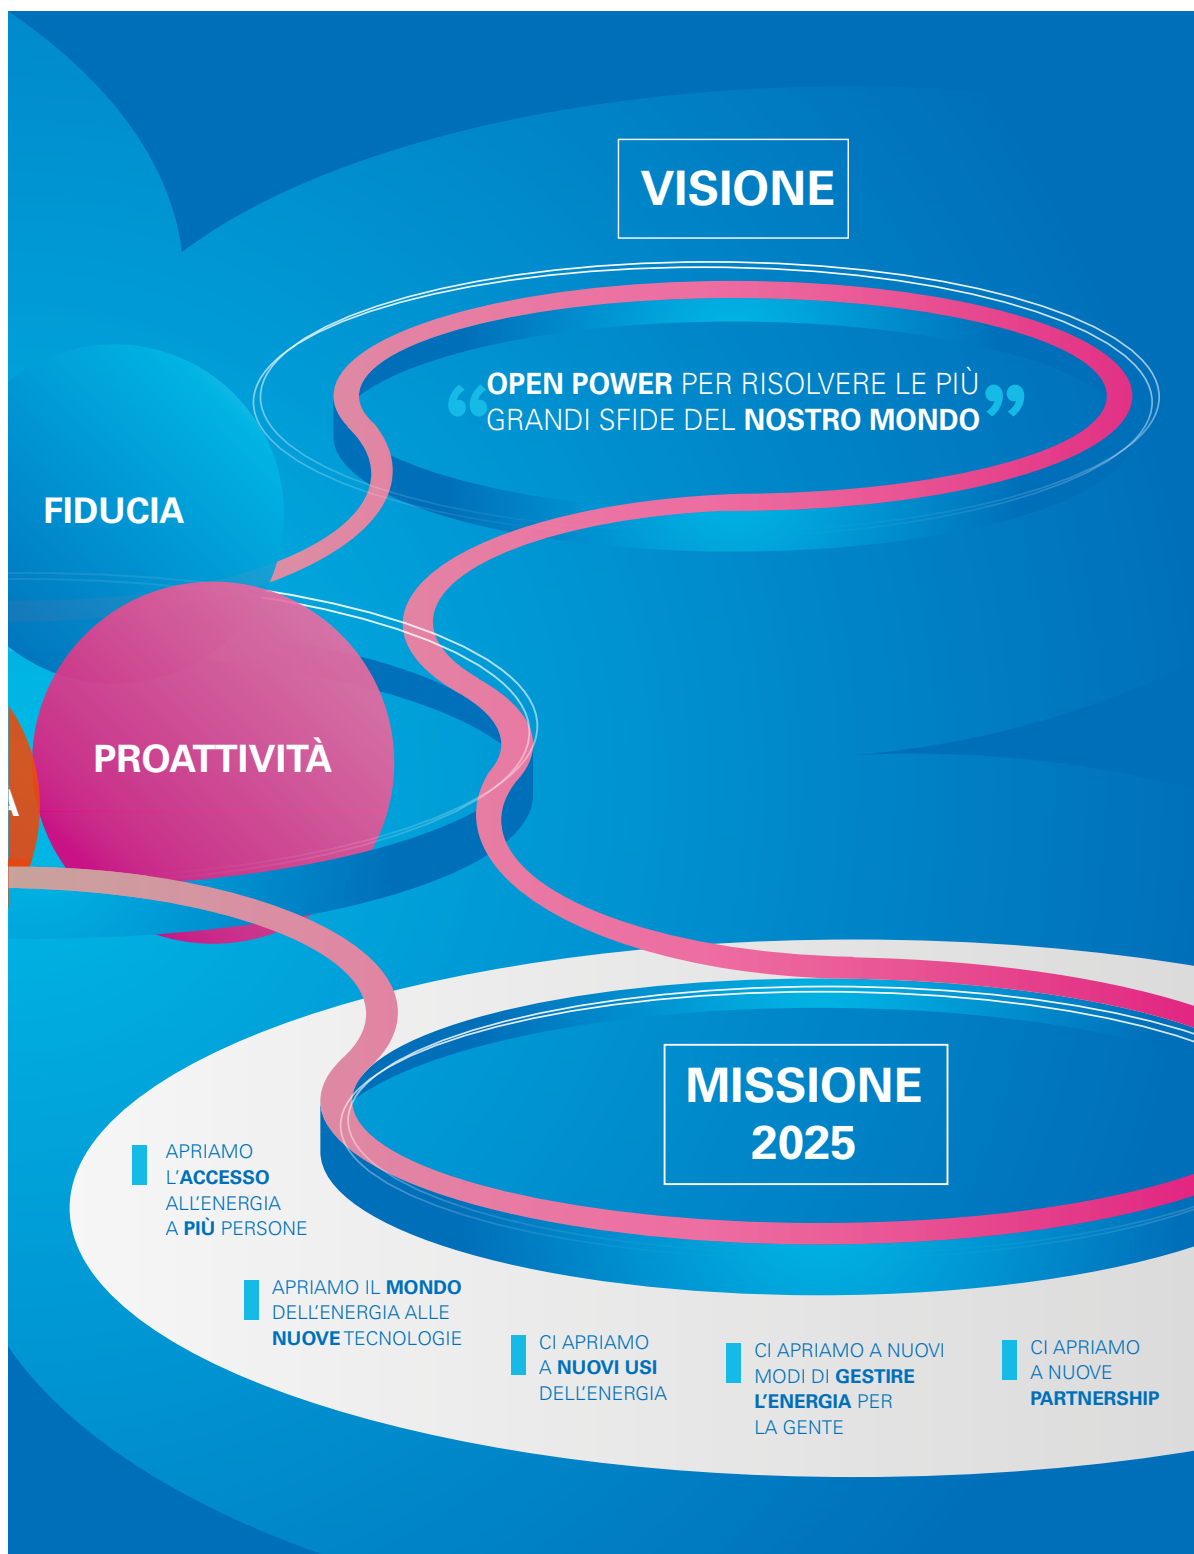 VISIONE
“OPEN POWER PER RISOLVERE LE PIÙ
GRANDI SFIDE DEL NOSTRO MONDO”
FIDUCIA
PROATTIVITÀ
MISSIONE
2025
APRIAMO
L’ACCESSO
ALL’ENERGIA
A PIÙ PERSONE
APRIAMO IL MONDO
DELL’ENERGIA ALLE
NUOVE TECNOLOGIE
CI APRIAMO
A NUOVI USI
DELL’ENERGIA
CI APRIAMO A NUOVI
MODI DI GESTIRE
L’ENERGIA PER
LA GENTE
CI APRIAMO
A NUOVE
PARTNERSHIP